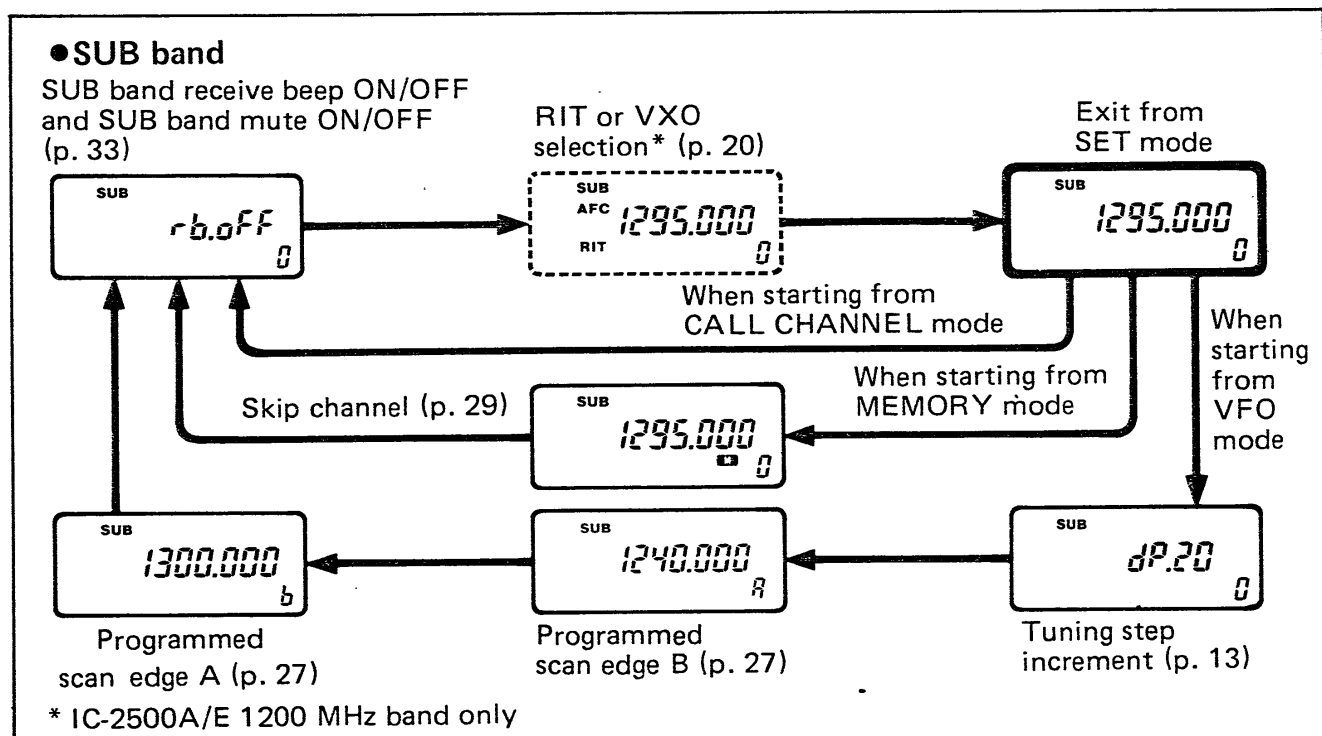 ●SUB band
SUB band receive beep ON/OFF
and SUB band mute ON/OFF
(p. 33)
SUB
rb.oFF
0
RIT or VXO
selection* (p. 20)
SUB
AFC
1295.000
RIT
0
Exit from
SET mode
SUB
1295.000
0
When starting from
CALL CHANNEL mode
When starting from
MEMORY mode
When
starting
from
VFO
mode
Skip channel (p. 29)
SUB
1295.000
M
0
SUB
1300.000
b
Programmed
scan edge A (p. 27)
SUB
1240.000
A
Programmed
scan edge B (p. 27)
SUB
dP.20
0
Tuning step
increment (p. 13)
* IC-2500A/E 1200 MHz band only